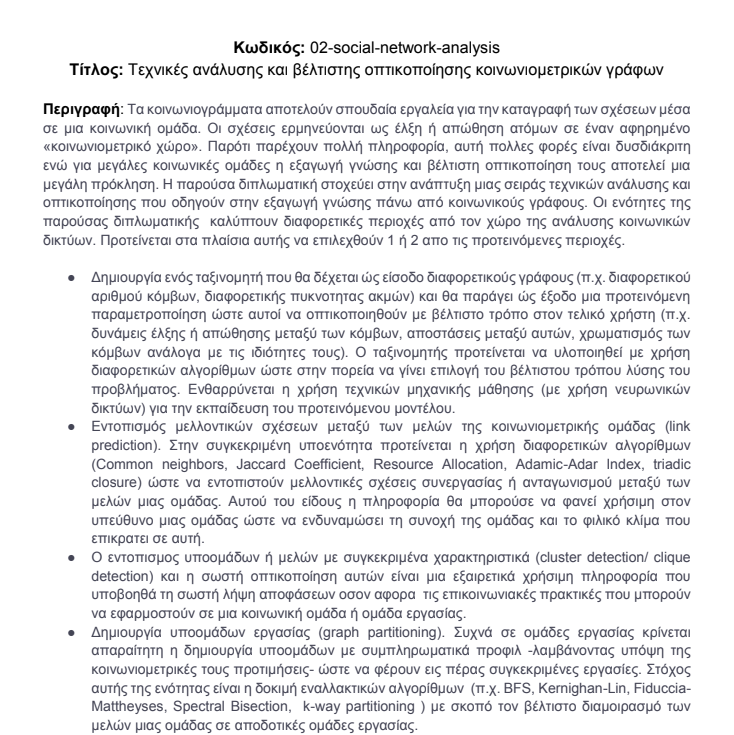 Κωδικός: 02-social-network-analysis
Τίτλος: Τεχνικές ανάλυσης και βέλτιστης οπτικοποίησης κοινωνιομετρικών γράφων
Περιγραφή: Τα κοινωνιογράμματα αποτελούν σπουδαία εργαλεία για την καταγραφή των σχέσεων μέσα
σε μια κοινωνική ομάδα. Οι σχέσεις ερμηνεύονται ως έλξη ή απώθηση ατόμων σε έναν αφηρημένο
«κοινωνιομετρικό χώρο». Παρότι παρέχουν πολλή πληροφορία, αυτή πολλες φορές είναι δυσδιάκριτη
ενώ για μεγάλες κοινωνικές ομάδες η εξαγωγή γνώσης και βέλτιστη οπτικοποίηση τους αποτελεί μια
μεγάλη πρόκληση. Η παρούσα διπλωματική στοχεύει στην ανάπτυξη μιας σειράς τεχνικών ανάλυσης και
οπτικοποίησης που οδηγούν στην εξαγωγή γνώσης πάνω από κοινωνικούς γράφους. Οι ενότητες της
παρούσας διπλωματικής καλύπτουν διαφορετικές περιοχές από τον χώρο της ανάλυσης κοινωνικών
δικτύων. Προτείνεται στα πλαίσια αυτής να επιλεχθούν 1 ή 2 απο τις προτεινόμενες περιοχές.
● Δημιουργία ενός ταξινομητή που θα δέχεται ώς είσοδο διαφορετικούς γράφους (π.χ. διαφορετικού
αριθμού κόμβων, διαφορετικής πυκνοτητας ακμών) και θα παράγει ώς έξοδο μια προτεινόμενη
παραμετροποίηση ώστε αυτοί να οπτικοποιηθούν με βέλτιστο τρόπο στον τελικό χρήστη (π.χ.
δυνάμεις έλξης ή απώθησης μεταξύ των κόμβων, αποστάσεις μεταξύ αυτών, χρωματισμός των
κόμβων ανάλογα με τις ιδιότητες τους). Ο ταξινομητής προτείνεται να υλοποιηθεί με χρήση
διαφορετικών αλγορίθμων ώστε στην πορεία να γίνει επιλογή του βέλτιστου τρόπου λύσης του
προβλήματος. Ενθαρρύνεται η χρήση τεχνικών μηχανικής μάθησης (με χρήση νευρωνικών
δικτύων) για την εκπαίδευση του προτεινόμενου μοντέλου.
● Εντοπισμός μελλοντικών σχέσεων μεταξύ των μελών της κοινωνιομετρικής ομάδας (link
prediction). Στην συγκεκριμένη υποενότητα προτείνεται η χρήση διαφορετικών αλγορίθμων
(Common neighbors, Jaccard Coefficient, Resource Allocation, Adamic-Adar Index, triadic
closure) ώστε να εντοπιστούν μελλοντικές σχέσεις συνεργασίας ή ανταγωνισμού μεταξύ των
μελών μιας ομάδας. Αυτού του είδους η πληροφορία θα μπορούσε να φανεί χρήσιμη στον
υπεύθυνο μιας ομάδας ώστε να ενδυναμώσει τη συνοχή της ομάδας και το φιλικό κλίμα που
επικρατει σε αυτή.
● Ο εντοπισμος υποομάδων ή μελών με συγκεκριμένα χαρακτηριστικά (cluster detection/ clique
detection) και η σωστή οπτικοποίηση αυτών είναι μια εξαιρετικά χρήσιμη πληροφορία που
υποβοηθά τη σωστή λήψη αποφάσεων οσον αφορα τις επικοινωνιακές πρακτικές που μπορούν
να εφαρμοστούν σε μια κοινωνική ομάδα ή ομάδα εργασίας.
● Δημιουργία υποομάδων εργασίας (graph partitioning). Συχνά σε ομάδες εργασίας κρίνεται
απαραίτητη η δημιουργία υποομάδων με συμπληρωματικά προφιλ -λαμβάνοντας υπόψη της
κοινωνιομετρικές τους προτιμήσεις- ώστε να φέρουν εις πέρας συγκεκριμένες εργασίες. Στόχος
αυτής της ενότητας είναι η δοκιμή εναλλακτικών αλγορίθμων (π.χ. BFS, Kernighan-Lin, Fiduccia-
Mattheyses, Spectral Bisection, k-way partitioning ) με σκοπό τον βέλτιστο διαμοιρασμό των
μελών μιας ομάδας σε αποδοτικές ομάδες εργασίας.